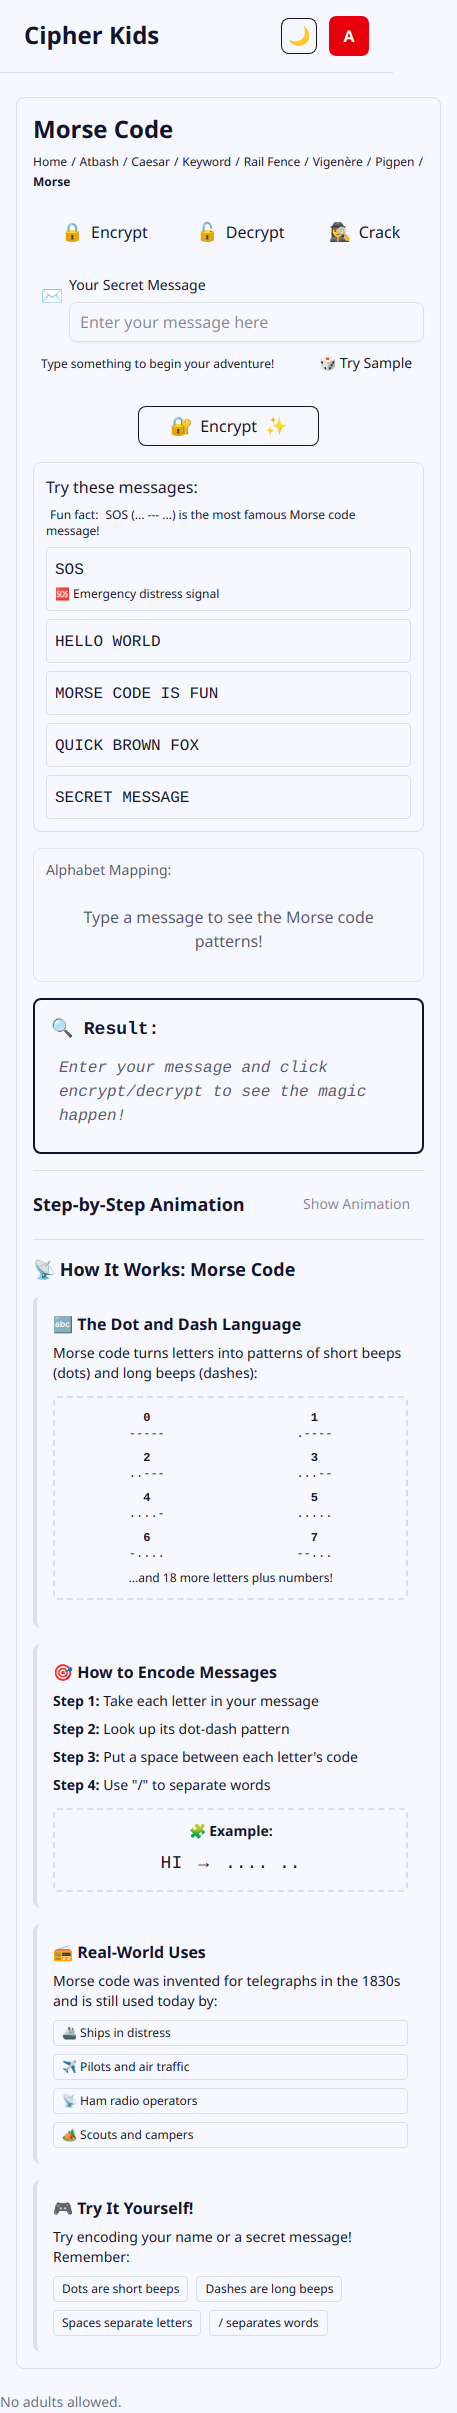 Cipher Kids
🌙
A
Morse Code
Home / Atbash / Caesar / Keyword / Rail Fence / Vigenère / Pigpen /
Morse
🔒 Encrypt
🔓 Decrypt
🕵️ Crack
✉️ Your Secret Message
Enter your message here
Type something to begin your adventure!
🎲 Try Sample
🔐 Encrypt ✨
Try these messages:
Fun fact: SOS (... --- ...) is the most famous Morse code
message!
SOS
🆘 Emergency distress signal
HELLO WORLD
MORSE CODE IS FUN
QUICK BROWN FOX
SECRET MESSAGE
Alphabet Mapping:
Type a message to see the Morse code
patterns!
🔍 Result:
Enter your message and click
encrypt/decrypt to see the magic
happen!
Step-by-Step Animation
Show Animation
📡 How It Works: Morse Code
🔤 The Dot and Dash Language
Morse code turns letters into patterns of short beeps
(dots) and long beeps (dashes):
0 1
----- .----
2 3
..--- ...--
4 5
....- .....
6 7
-.... --...
...and 18 more letters plus numbers!
🎯 How to Encode Messages
Step 1: Take each letter in your message
Step 2: Look up its dot-dash pattern
Step 3: Put a space between each letter's code
Step 4: Use "/" to separate words
🧩 Example:
HI → .... ..
📻 Real-World Uses
Morse code was invented for telegraphs in the 1830s
and is still used today by:
🚢 Ships in distress
✈️ Pilots and air traffic
📡 Ham radio operators
🏕️ Scouts and campers
🎮 Try It Yourself!
Try encoding your name or a secret message!
Remember:
Dots are short beeps
Dashes are long beeps
Spaces separate letters
/ separates words
No adults allowed.